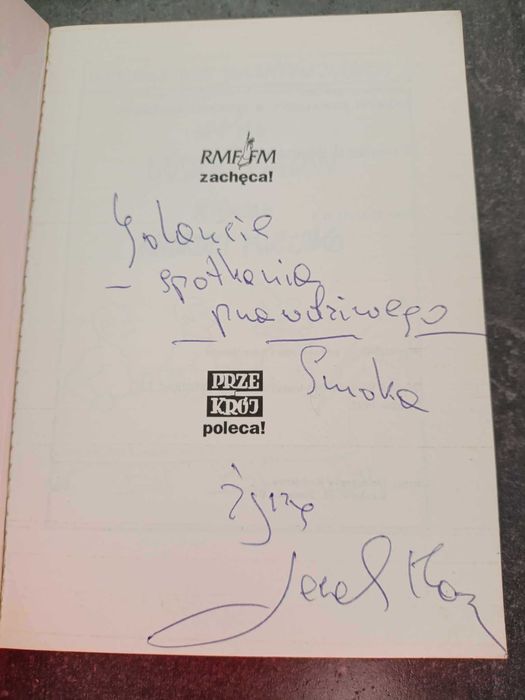 RMF FM
zachęca!
Jolancie
– spotkania
prawdziwego
Smoka
PRZE
KRÓJ
poleca!
życzę